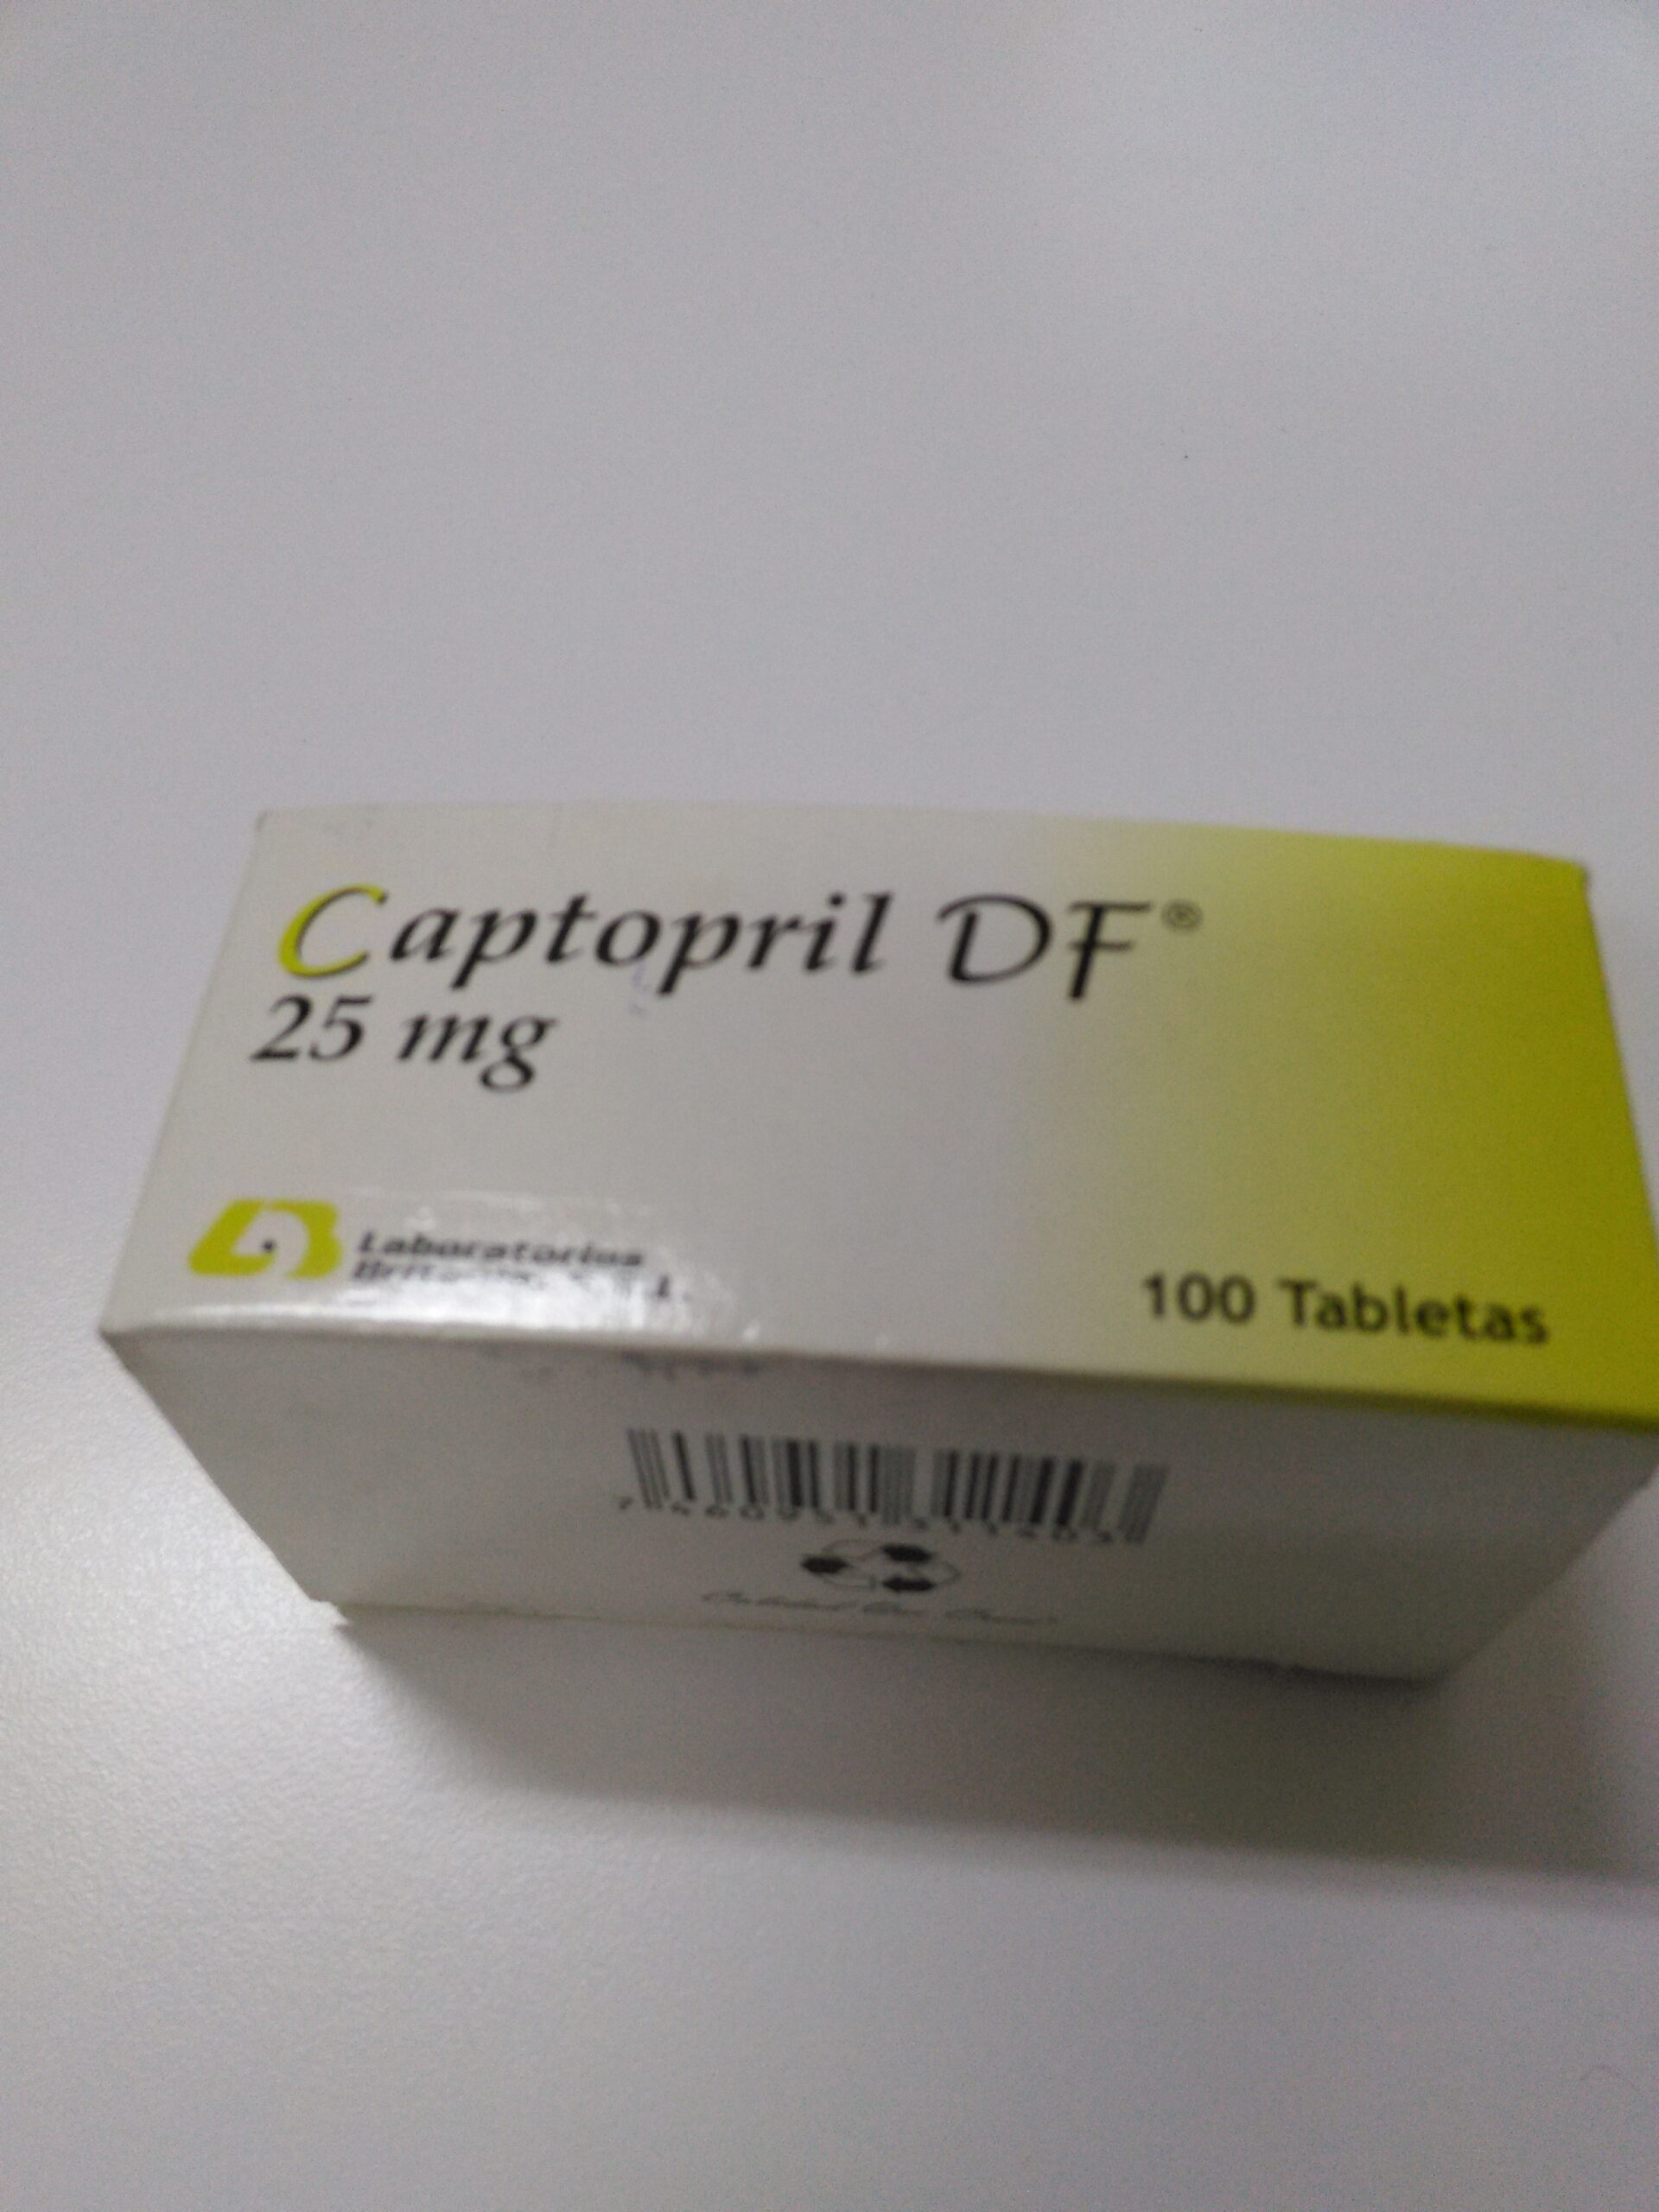 Captopril DF®
25 mg
Laboratorios
100 Tabletas